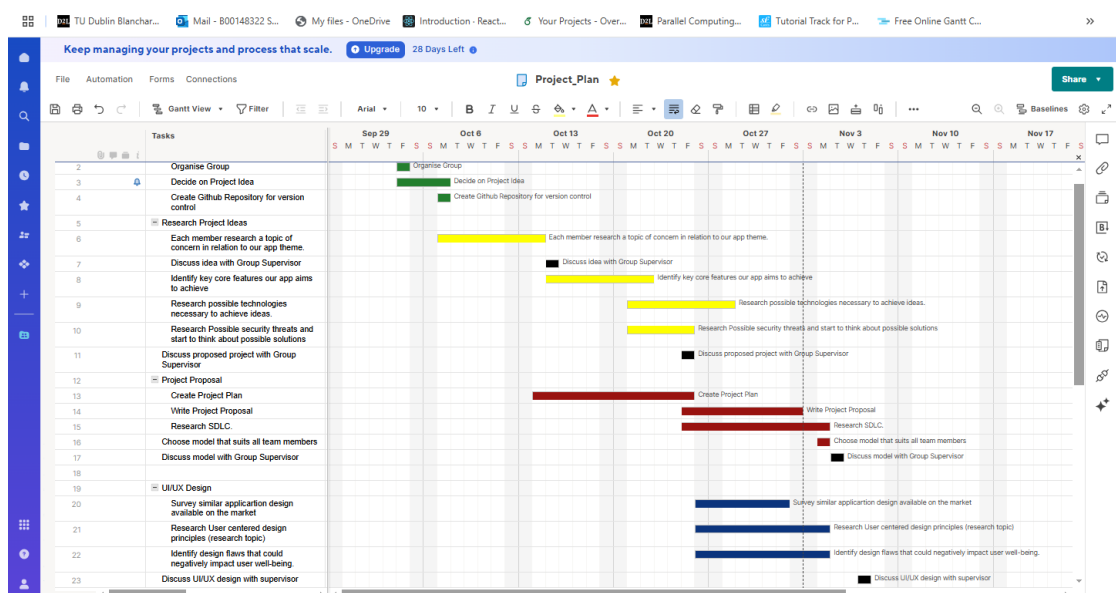 TU Dublin Blanchar... Mail - B00148322 S... My files - OneDrive Introduction · React... Your Projects - Over... Parallel Computing... Tutorial Track for P... Free Online Gantt C...
Keep managing your projects and process that scale. Upgrade 28 Days Left
File Automation Forms Connections Project_Plan Share
Gantt View Filter Arial 10 B I U S A Baselines
Tasks Sep 29 Oct 6 Oct 13 Oct 20 Oct 27 Nov 3 Nov 10 Nov 17
S M T W T F S S M T W T F S S M T W T F S S M T W T F S S M T W T F S S M T W T F S S M T W T F S S M T W T F S
2 Organise Group Organise Group
3 Decide on Project Idea Decide on Project Idea
4 Create Github Repository for version Create Github Repository for version control
control
5 Research Project Ideas
6 Each member research a topic of Each member research a topic of concern in relation to our app theme.
concern in relation to our app theme.
7 Discuss idea with Group Supervisor Discuss idea with Group Supervisor
8 Identify key core features our app aims Identify key core features our app aims to achieve
to achieve
9 Research possible technologies Research possible technologies necessary to achieve ideas.
necessary to achieve ideas.
10 Research Possible security threats and Research Possible security threats and start to think about possible solutions
start to think about possible solutions
11 Discuss proposed project with Group Discuss proposed project with Group Supervisor
Supervisor
12 Project Proposal
13 Create Project Plan Create Project Plan
14 Write Project Proposal Write Project Proposal
15 Research SDLC. Research SDLC.
16 Choose model that suits all team members Choose model that suits all team members
17 Discuss model with Group Supervisor Discuss model with Group Supervisor
18
19 UI/UX Design
20 Survey similar applicartion design Survey similar applicartion design available on the market
available on the market
21 Research User centered design Research User centered design principles (research topic)
principles (research topic)
22 Identify design flaws that could Identify design flaws that could negatively impact user well-being.
negatively impact user well-being.
23 Discuss UI/UX design with supervisor Discuss UI/UX design with supervisor